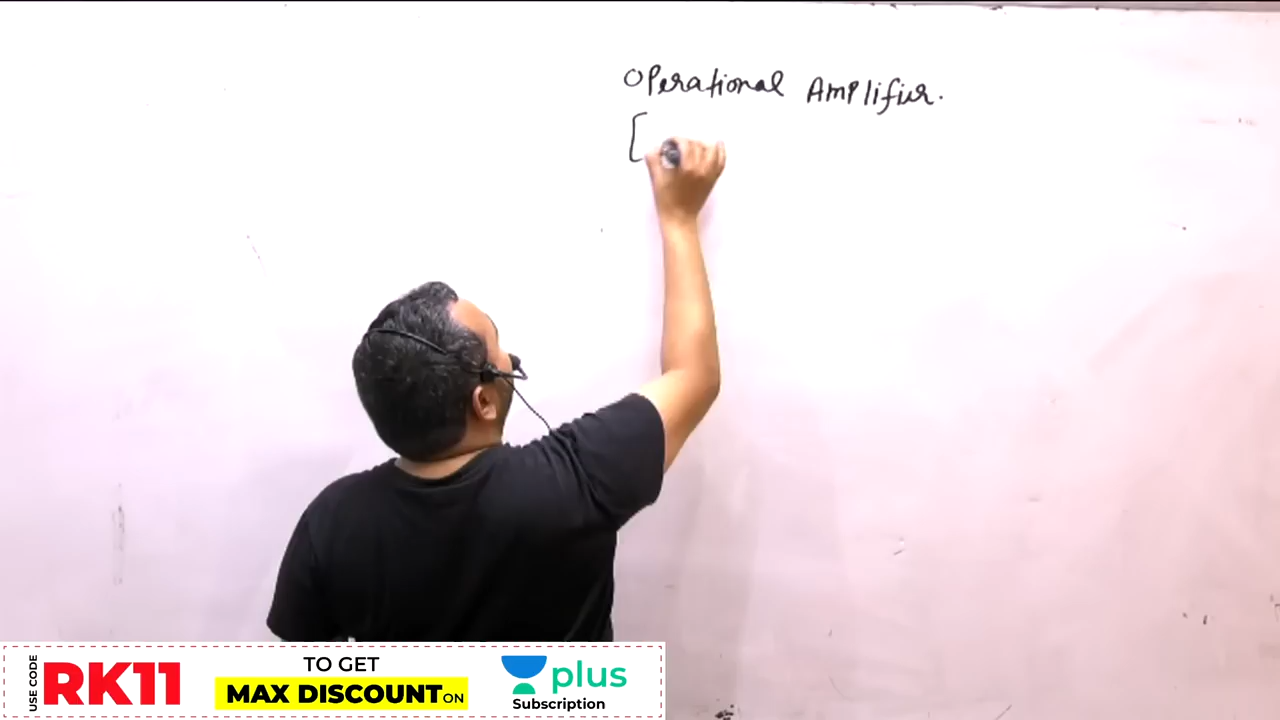 Operational Amplifier.
[
USE CODE
RK11
TO GET
MAX DISCOUNT ON
plus
Subscription